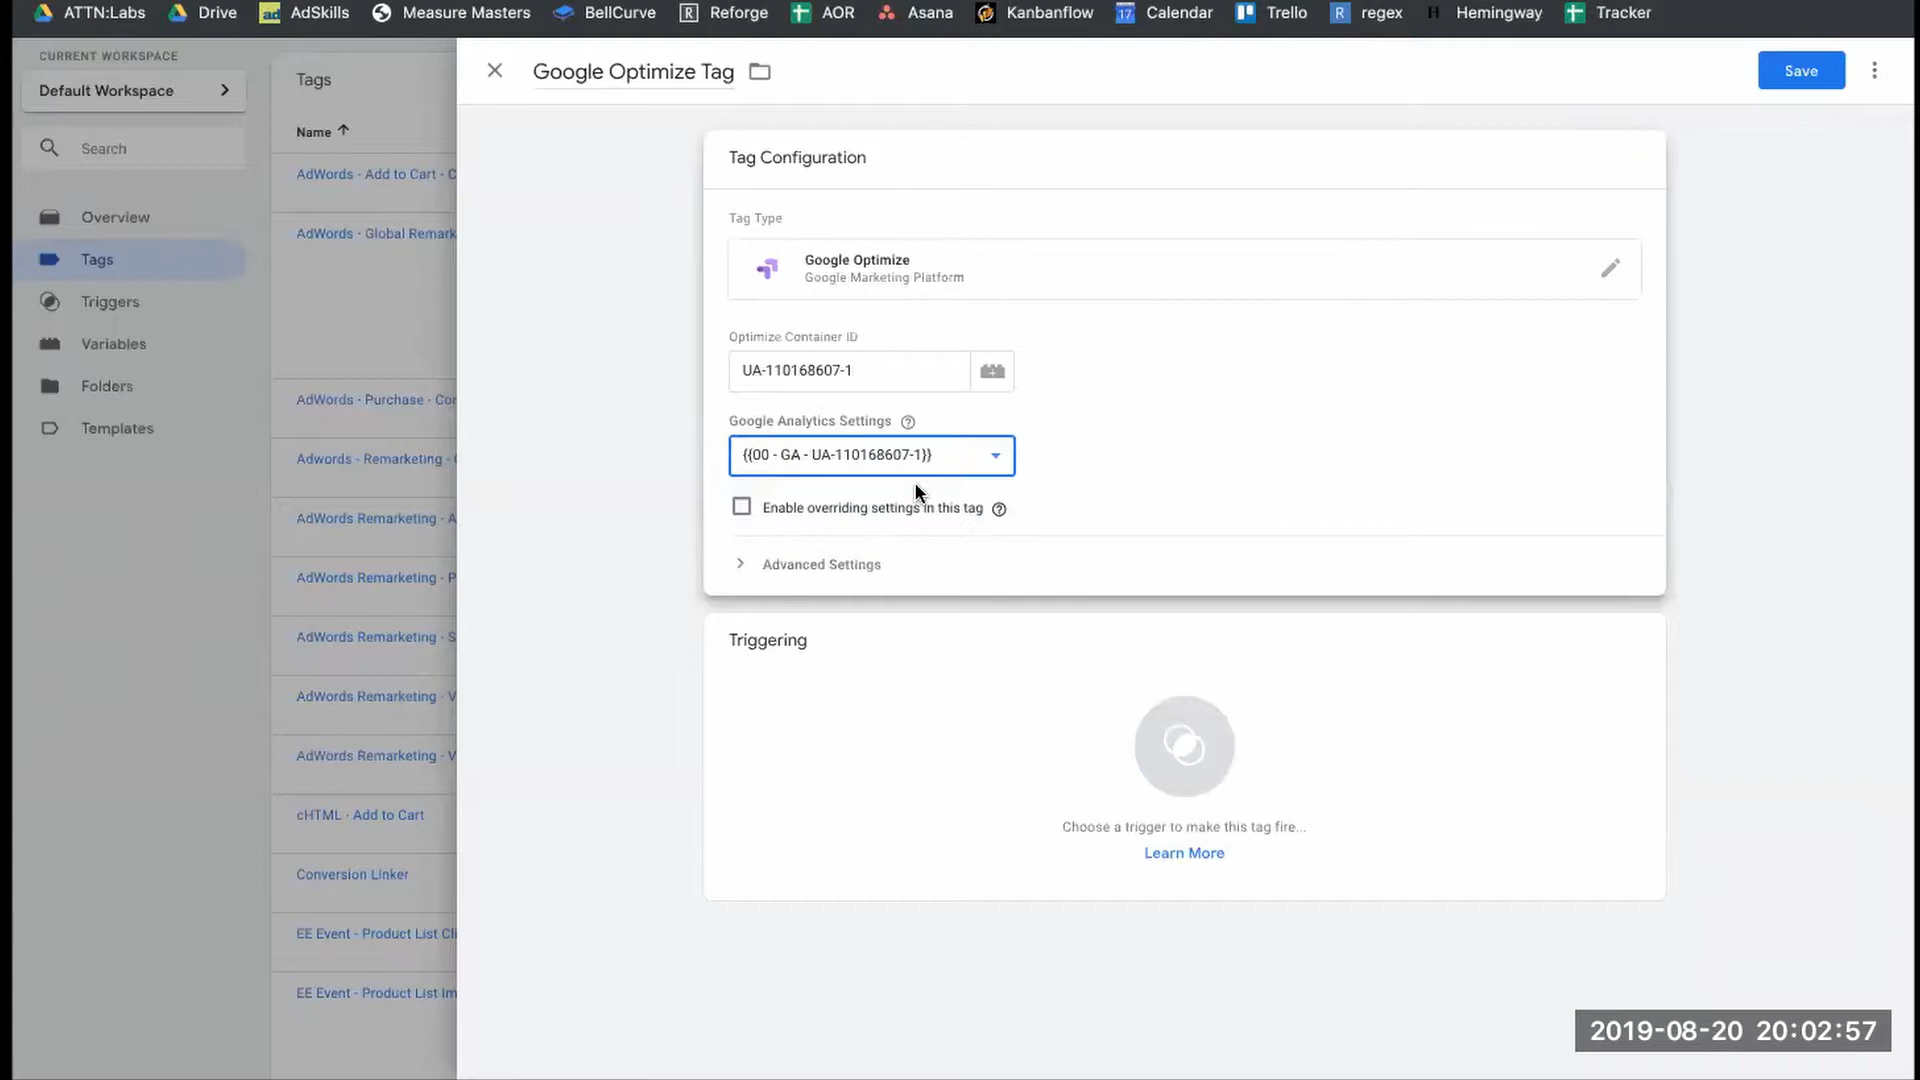 ATTN:Labs
Drive
ad
AdSkills
Measure Masters
BellCurve
R
Reforge
AOR
Asana
Kanbanflow
17
Calendar
Trello
R
regex
H
Hemingway
Tracker
CURRENT WORKSPACE
Default Workspace
Search
Overview
Tags
Triggers
Variables
Folders
Templates
Tags
Name
AdWords - Add to Cart - C
AdWords - Global Remark
AdWords - Purchase - Cor
Adwords - Remarketing -
AdWords Remarketing - A
AdWords Remarketing - P
AdWords Remarketing - S
AdWords Remarketing - V
AdWords Remarketing - V
cHTML - Add to Cart
Conversion Linker
EE Event - Product List Cli
EE Event - Product List Im
Google Optimize Tag
Save
Tag Configuration
Tag Type
Google Optimize
Google Marketing Platform
Optimize Container ID
UA-110168607-1
Google Analytics Settings
{{00 - GA - UA-110168607-1}}
Enable overriding settings in this tag
Advanced Settings
Triggering
Choose a trigger to make this tag fire...
Learn More
2019-08-20 20:02:57